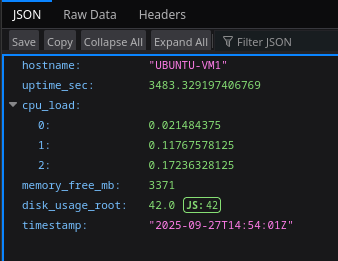 JSON Raw Data Headers
Save Copy Collapse All Expand All Filter JSON
hostname: "UBUNTU-VM1"
uptime_sec: 3483.329197406769
cpu_load:
0: 0.021484375
1: 0.11767578125
2: 0.17236328125
memory_free_mb: 3371
disk_usage_root: 42.0 JS: 42
timestamp: "2025-09-27T14:54:01Z"